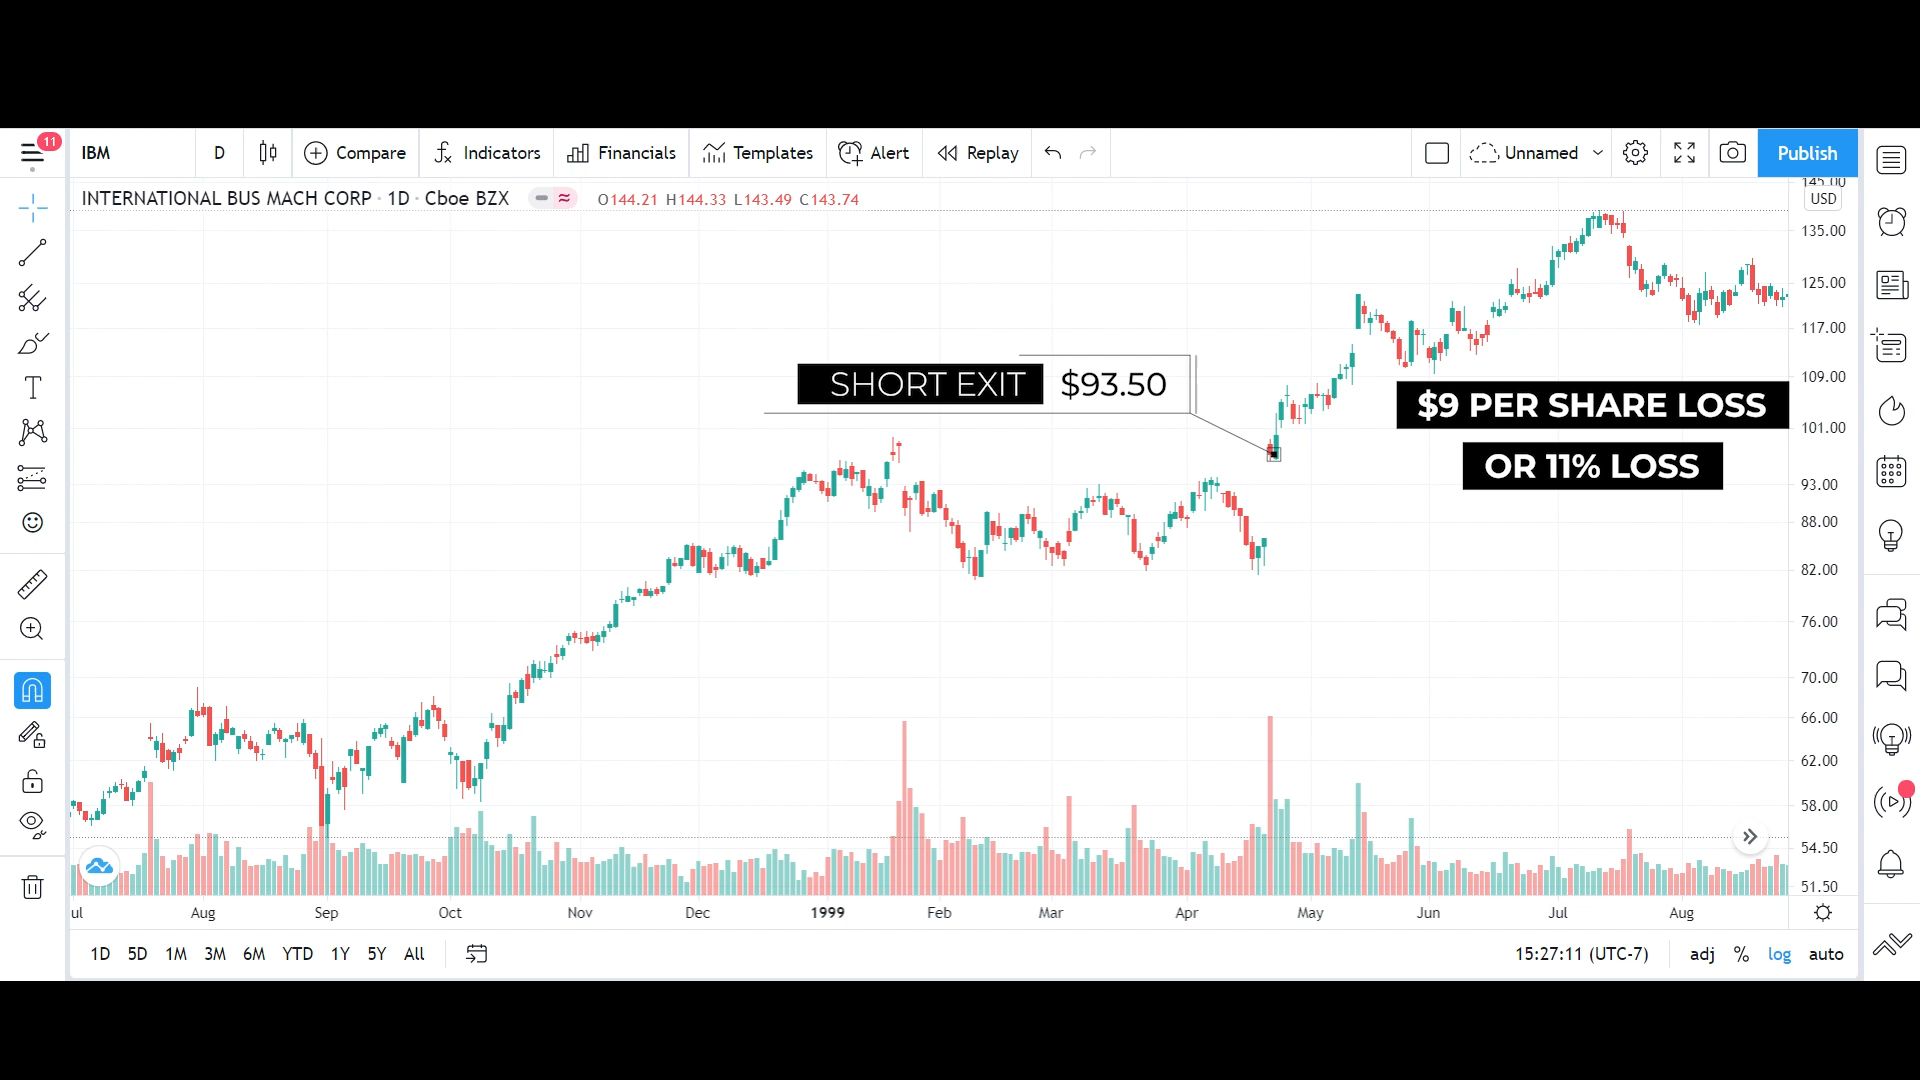 11
IBM
D
Compare
Indicators
Financials
Templates
Alert
Replay
Unnamed
Publish
INTERNATIONAL BUS MACH CORP · 1D · Cboe BZX
O144.21 H144.33 L143.49 C143.74
145.00
USD
135.00
125.00
117.00
109.00
101.00
93.00
88.00
82.00
76.00
70.00
66.00
62.00
58.00
54.50
51.50
SHORT EXIT $93.50
$9 PER SHARE LOSS
OR 11% LOSS
ul Aug Sep Oct Nov Dec 1999 Feb Mar Apr May Jun Jul Aug
1D 5D 1M 3M 6M YTD 1Y 5Y All
15:27:11 (UTC-7)
adj % log auto